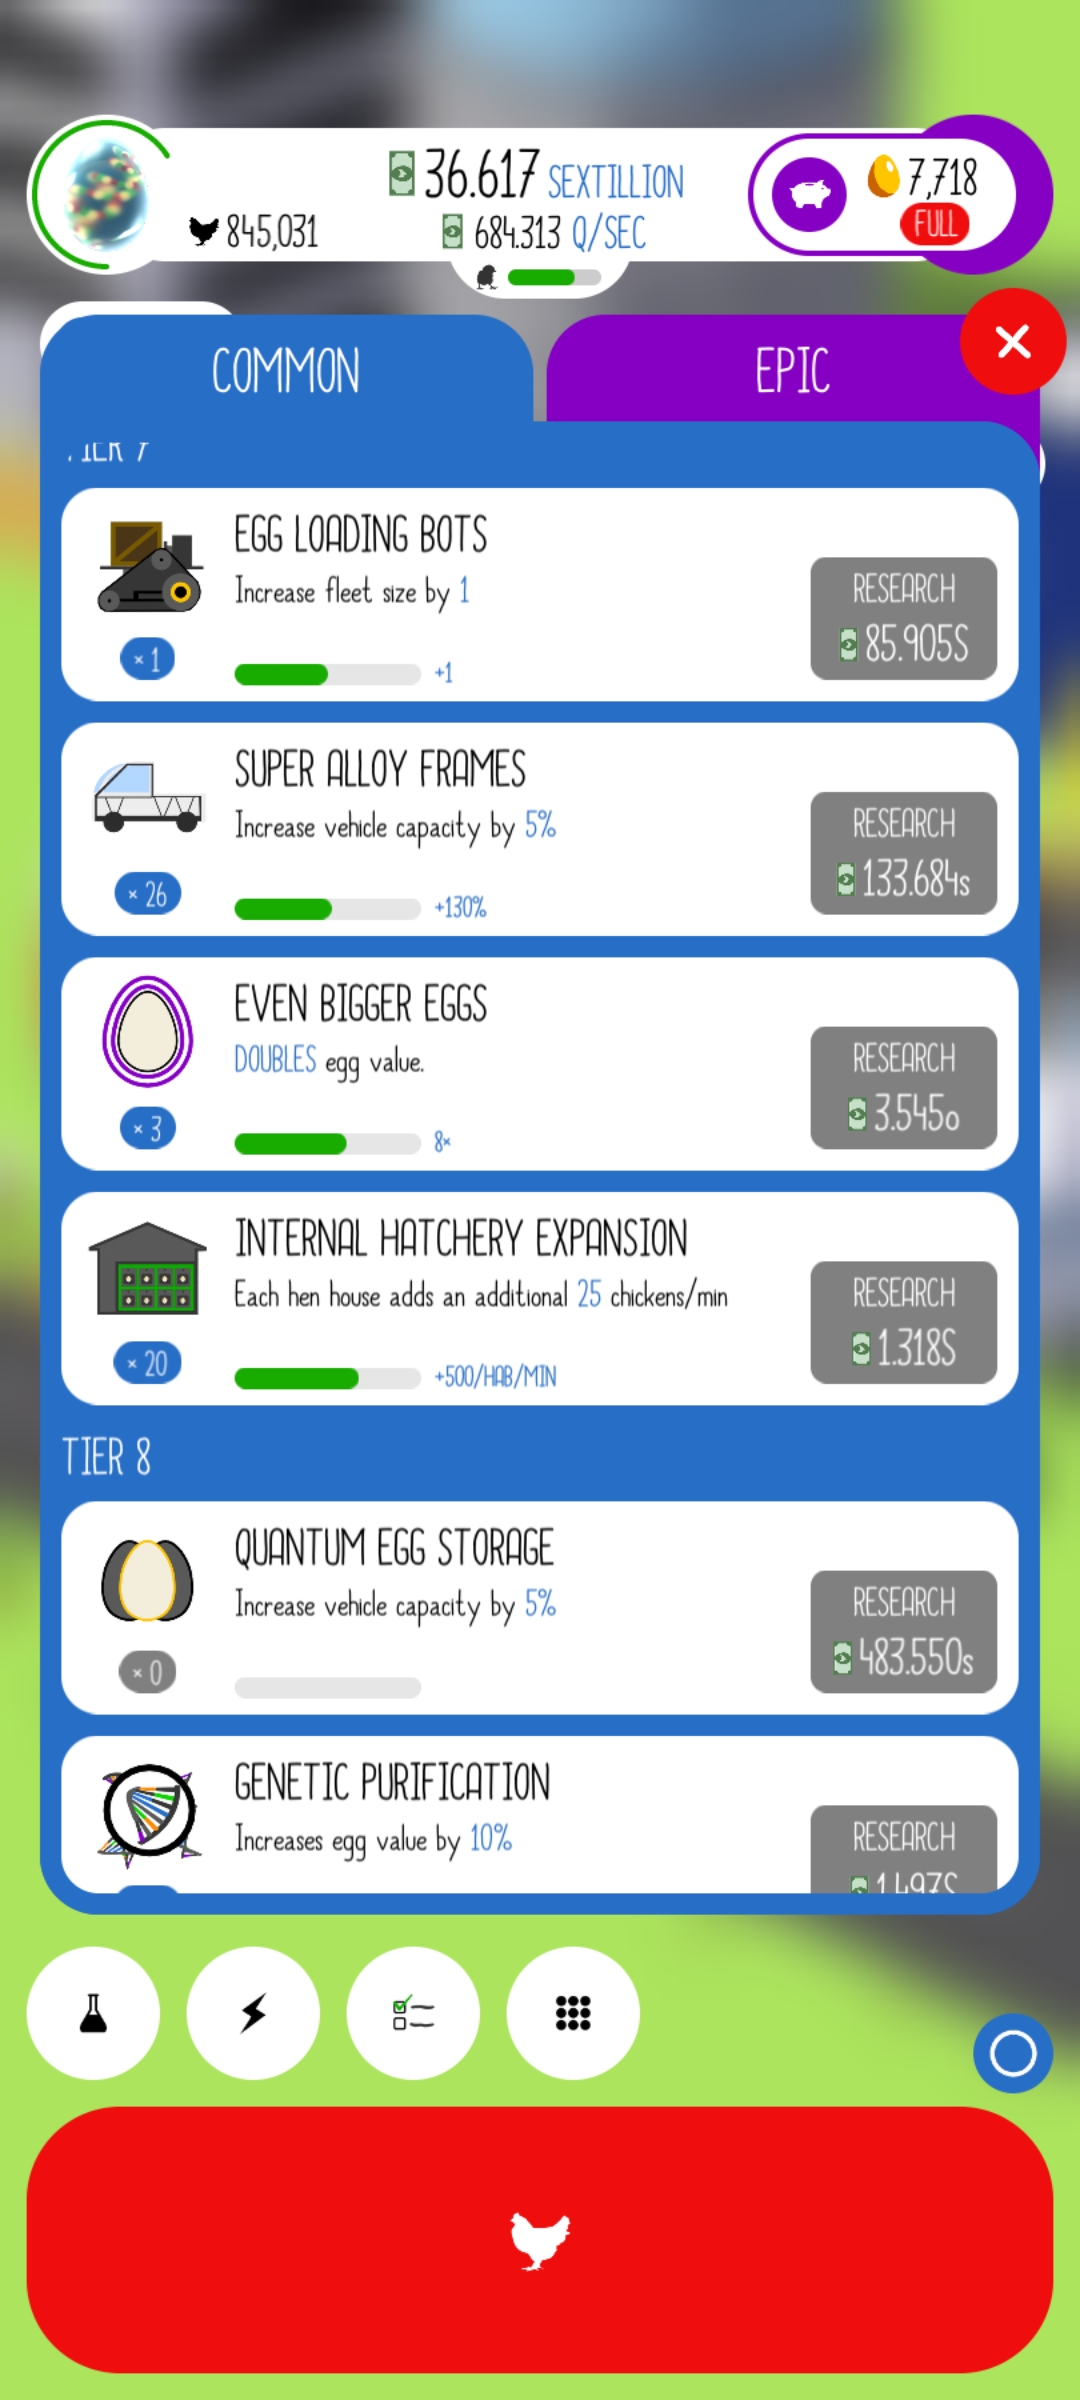 36.617 SEXTILLION
845,031
684.313 Q/SEC
7,718
FULL
COMMON
EPIC
TIER 7
EGG LOADING BOTS
Increase fleet size by 1
RESEARCH
85.905S
× 1
+1
SUPER ALLOY FRAMES
Increase vehicle capacity by 5%
RESEARCH
133.684s
× 26
+130%
EVEN BIGGER EGGS
DOUBLES egg value.
RESEARCH
3.545o
× 3
8×
INTERNAL HATCHERY EXPANSION
Each hen house adds an additional 25 chickens/min
RESEARCH
1.318S
× 20
+500/HAB/MIN
TIER 8
QUANTUM EGG STORAGE
Increase vehicle capacity by 5%
RESEARCH
483.550s
× 0
GENETIC PURIFICATION
Increases egg value by 10%
RESEARCH
1.497S